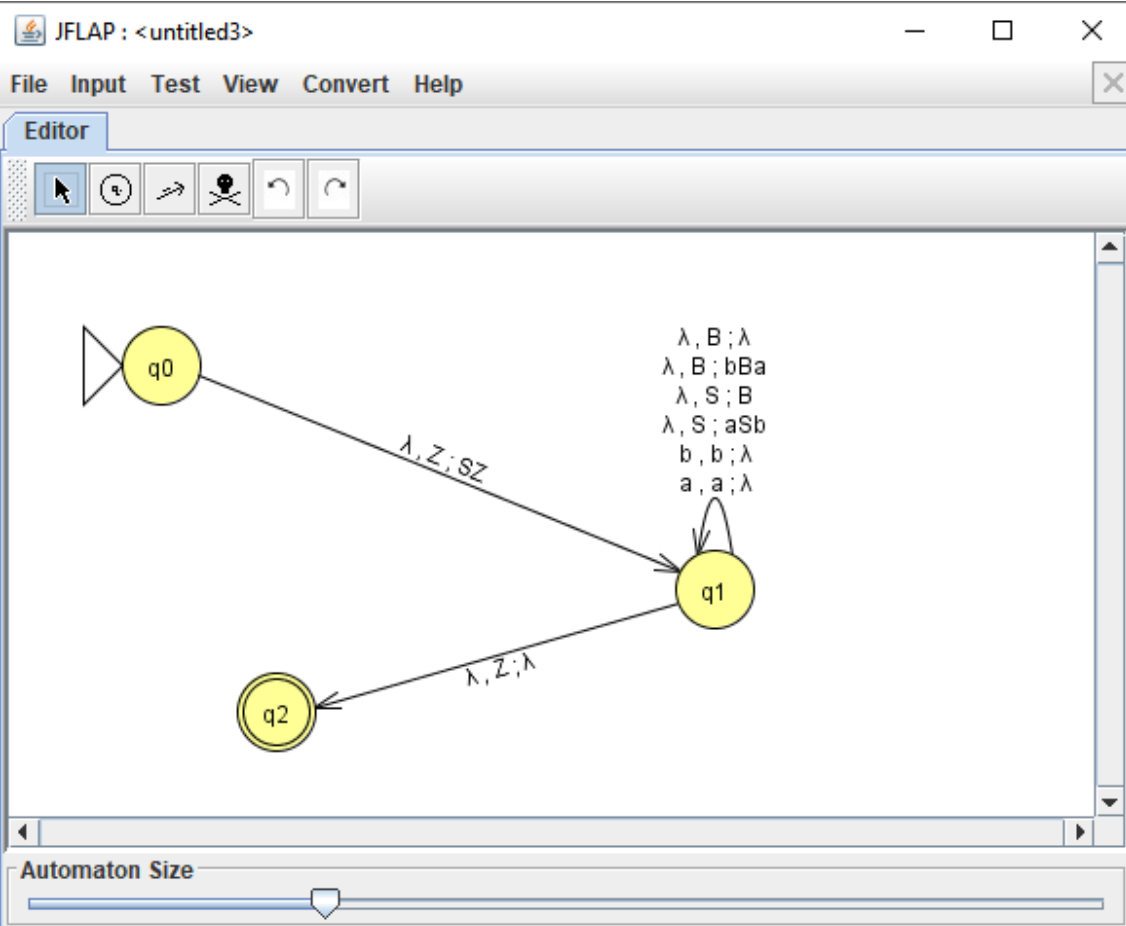 JFLAP : <untitled3>
File Input Test View Convert Help
Editor
q0
λ , Z ; SZ
λ , B ; λ
λ , B ; bBa
λ , S ; B
λ , S ; aSb
b , b ; λ
a , a ; λ
q1
λ , Z ; λ
q2
Automaton Size